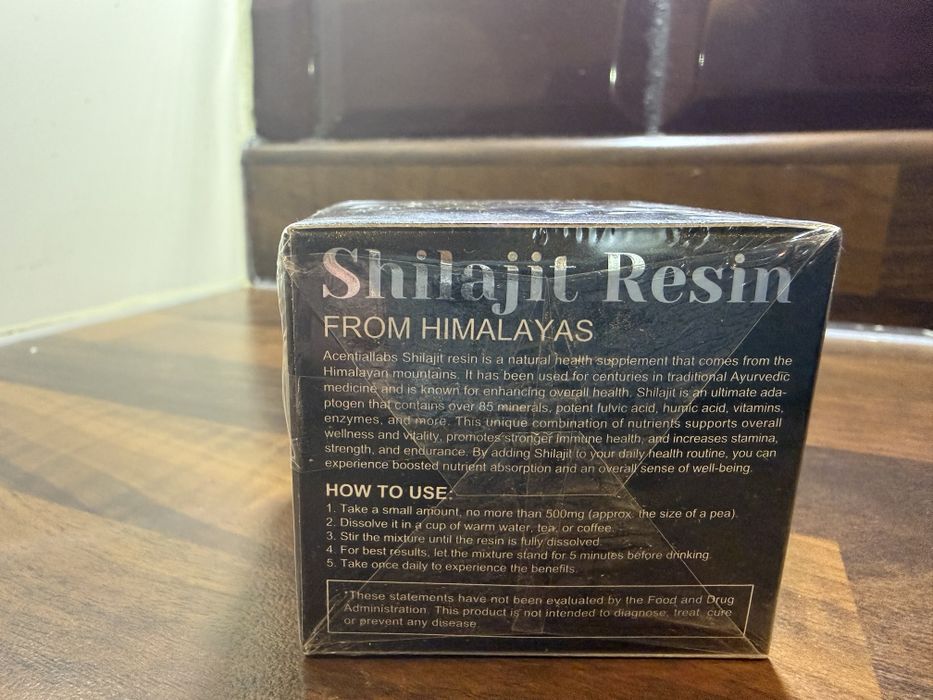 Shilajit Resin
FROM HIMALAYAS
Acentiallabs Shilajit resin is a natural health supplement that comes from the
Himalayan mountains. It has been used for centuries in traditional Ayurvedic
medicine and is known for enhancing overall health. Shilajit is an ultimate ada-
ptogen that contains over 85 minerals, potent fulvic acid, humic acid, vitamins,
enzymes, and more. This unique combination of nutrients supports overall
wellness and vitality, promotes stronger immune health, and increases stamina,
strength, and endurance. By adding Shilajit to your daily health routine, you can
experience boosted nutrient absorption and an overall sense of well-being.
HOW TO USE:
1. Take a small amount, no more than 500mg (approx. the size of a pea).
2. Dissolve it in a cup of warm water, tea, or coffee.
3. Stir the mixture until the resin is fully dissolved.
4. For best results, let the mixture stand for 5 minutes before drinking.
5. Take once daily to experience the benefits.
*These statements have not been evaluated by the Food and Drug
Administration. This product is not intended to diagnose, treat, cure
or prevent any disease.